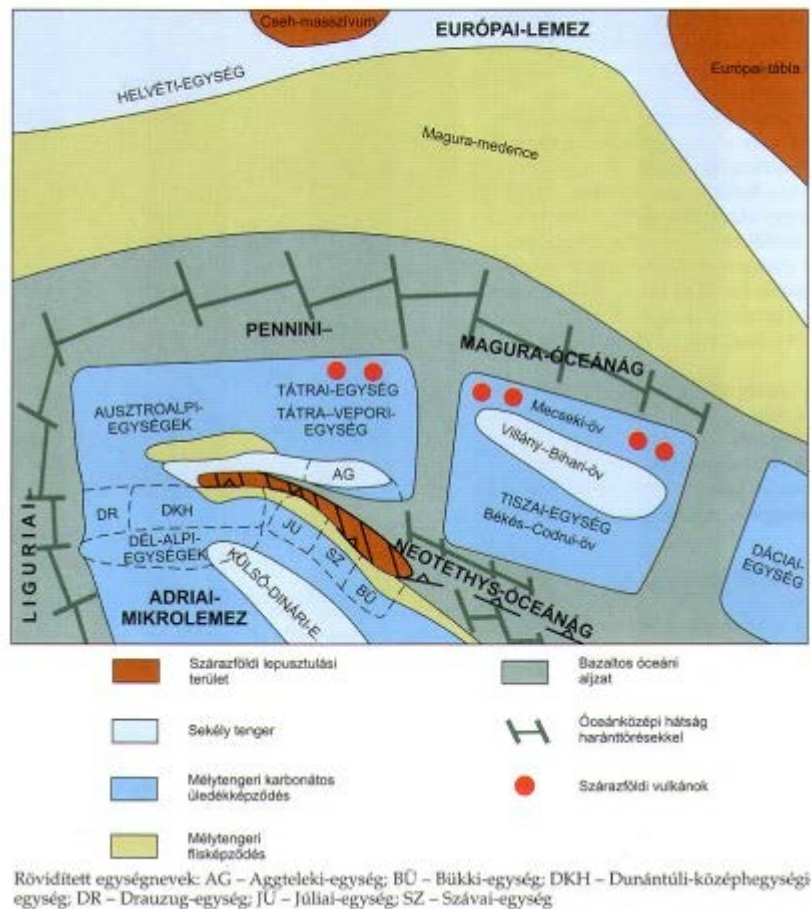 Cseh-masszívum
EURÓPAI-LEMEZ
Európai-tábla
HELVÉTI-EGYSÉG
Magura-medence
PENNINI–
MAGURA-ÓCEÁNÁG
TÁTRAI-EGYSÉG
TÁTRA–VEPORI-
EGYSÉG
AUSZTROALPI-
EGYSÉGEK
Mecseki-öv
Villány–Bihari-öv
AG
TISZAI-EGYSÉG
Békés–Codrui-öv
DR
DKH
JU
SZ
BÜ
DÉL-ALPI-
EGYSÉGEK
DÁCIAI-
EGYSÉG
LIGURIAI–
KÜLSŐ-DINÁRI-E
NEOTETHYS-ÓCEÁNÁG
ADRIAI-
MIKROLEMEZ
Szárazföldi lepusztulási
terület
Bazaltos óceáni
aljzat
Sekély tenger
Óceánközépi hátság
haránttörésekkel
Mélytengeri karbonátos
üledékképződés
Szárazföldi vulkánok
Mélytengeri
flisképződés
Rövidített egységnevek: AG – Aggteleki-egység; BÜ – Bükki-egység; DKH – Dunántúli-középhegységi-
egység; DR – Drauzug-egység; JU – Júliai-egység; SZ – Szávai-egység